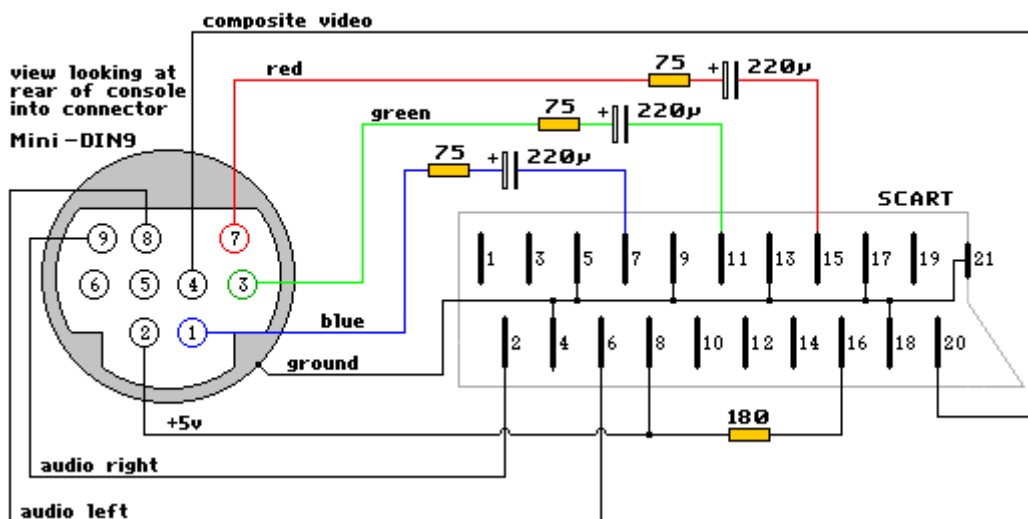 composite video
view looking at
rear of console
into connector
Mini-DIN9
red
75
+
220µ
green
75
+
220µ
75
+
220µ
SCART
9
8
7
6
5
4
3
2
1
blue
ground
+5v
audio right
audio left
1
3
5
7
9
11
13
15
17
19
21
2
4
6
8
10
12
14
16
18
20
180